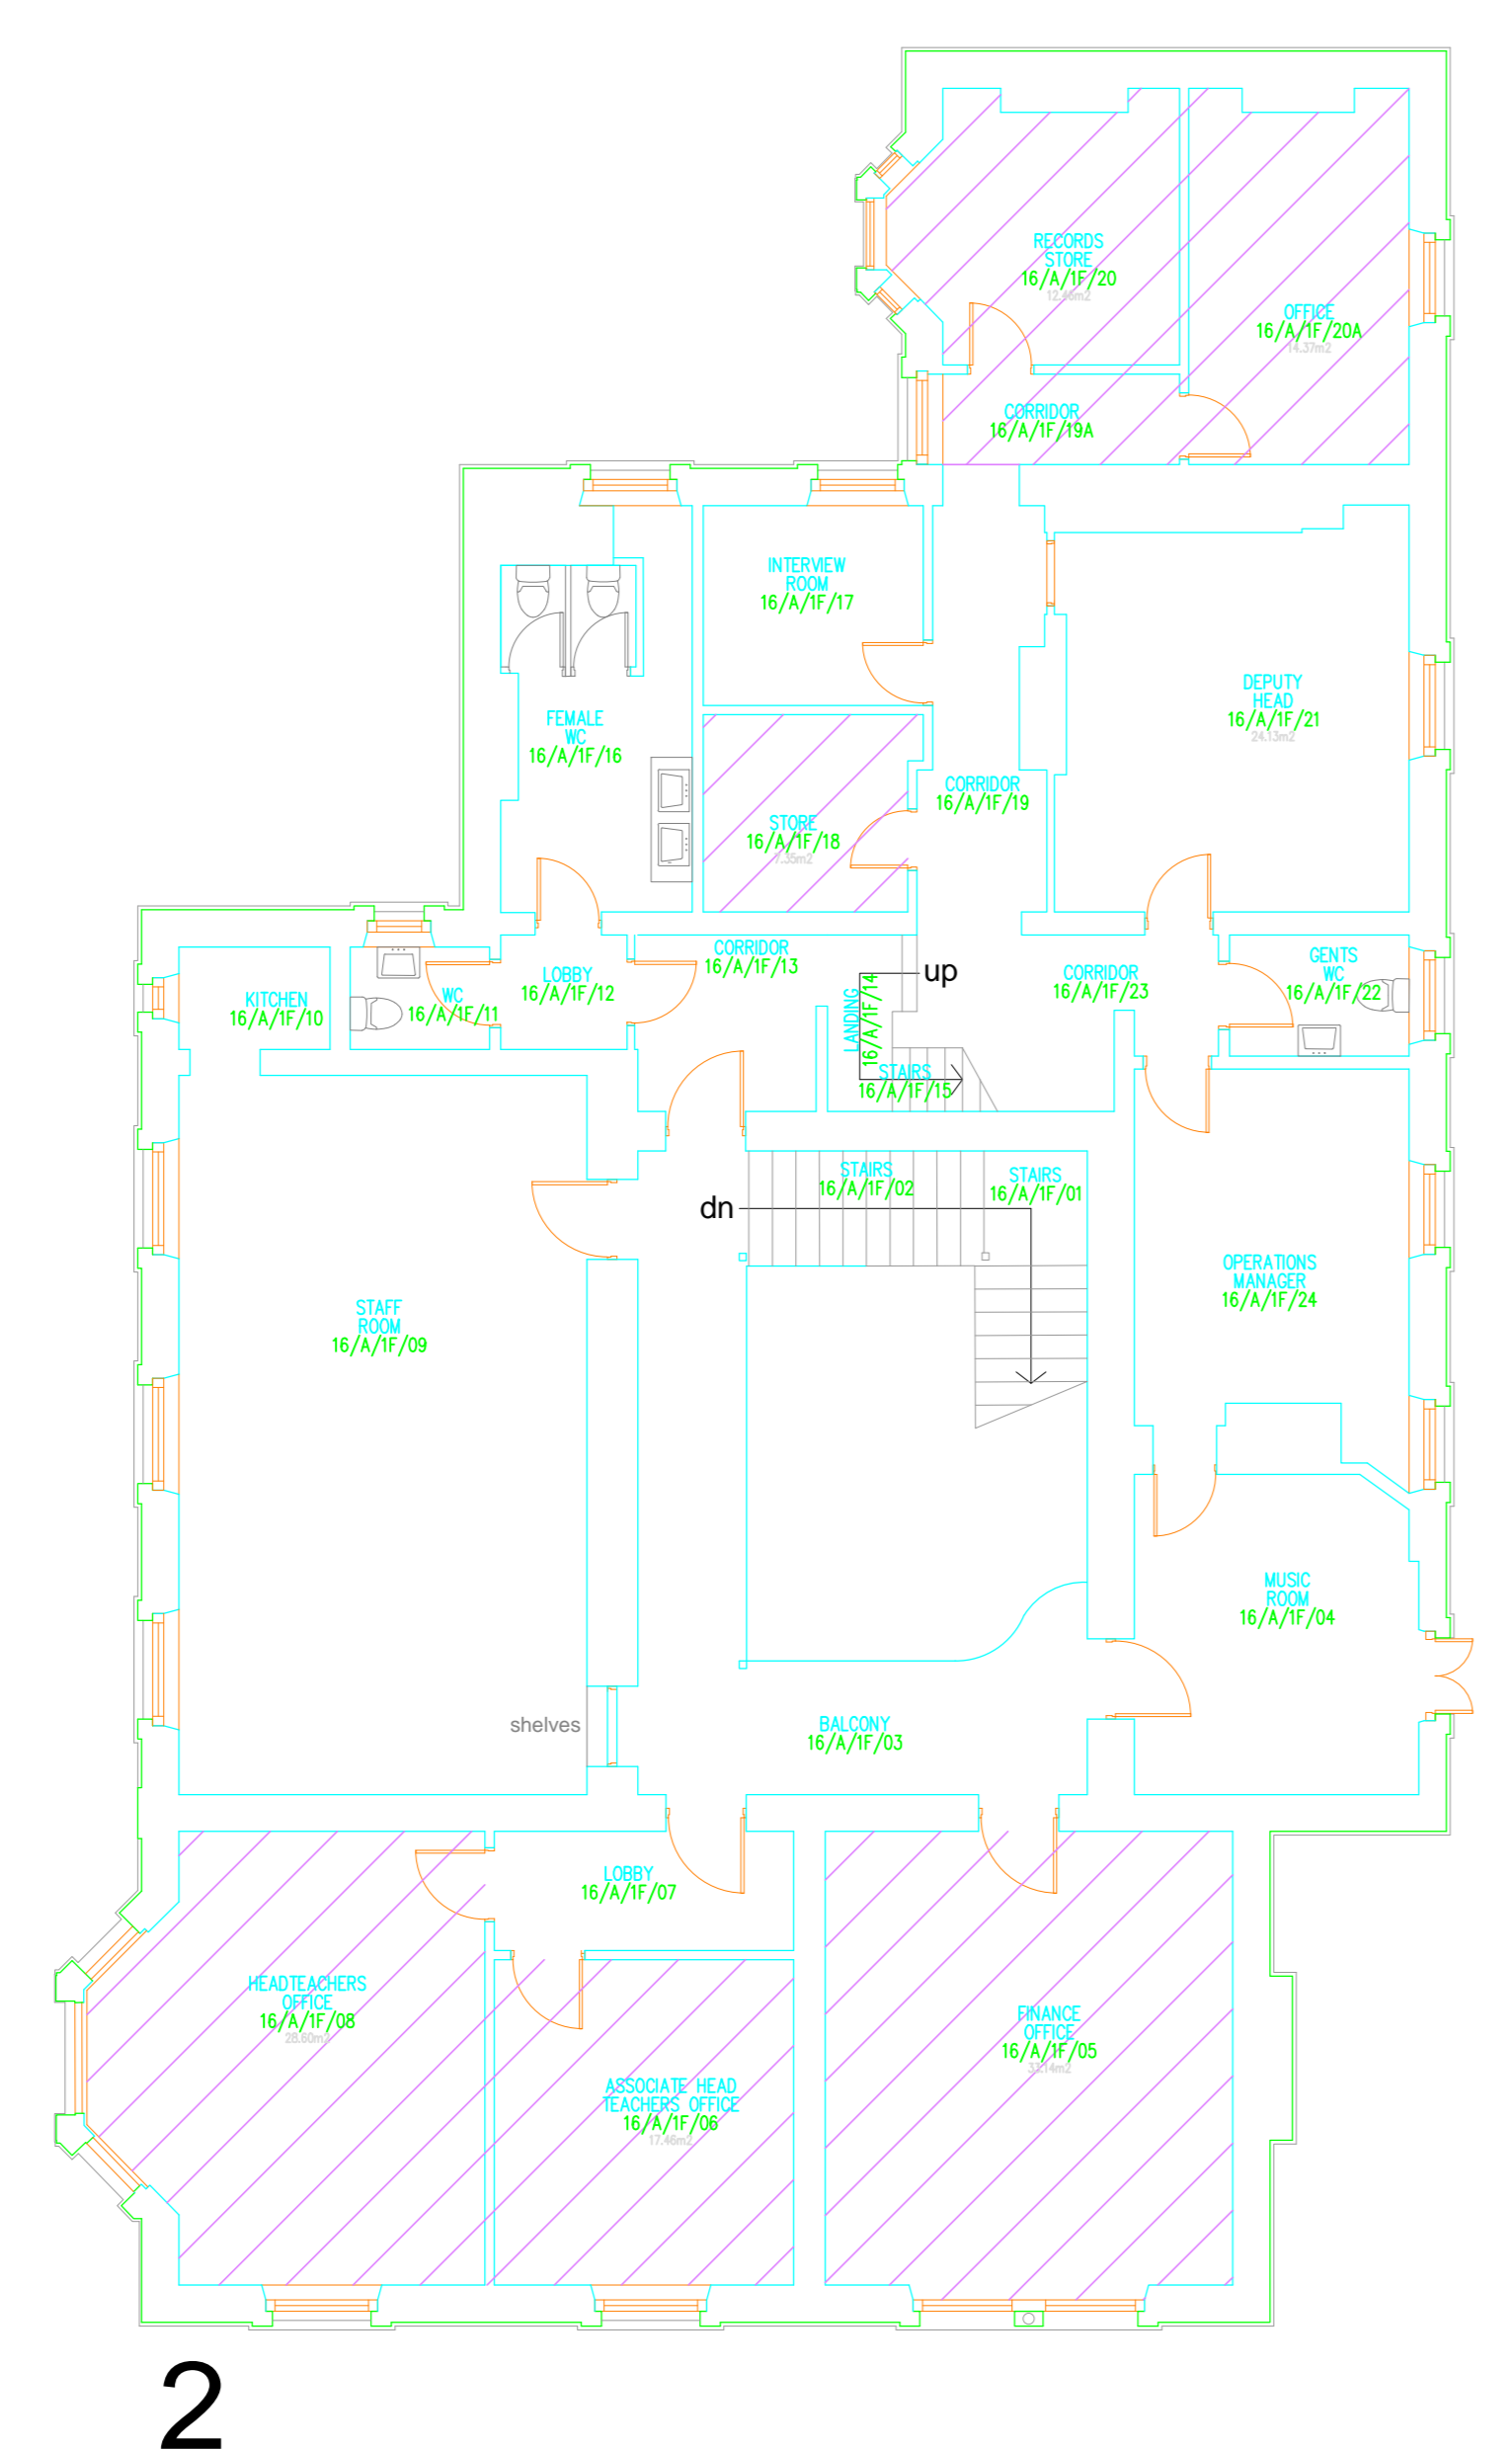 RECORDS
STORE
16/A/1F/20
12.46m2
OFFICE
16/A/1F/20A
14.37m2
CORRIDOR
16/A/1F/19A
INTERVIEW
ROOM
16/A/1F/17
DEPUTY
HEAD
16/A/1F/21
24.13m2
FEMALE
WC
16/A/1F/16
CORRIDOR
16/A/1F/19
STORE
16/A/1F/18
7.35m2
CORRIDOR
16/A/1F/13
up
LOBBY
16/A/1F/12
WC
16/A/1F/11
KITCHEN
16/A/1F/10
LANDING
16/A/1F/14
CORRIDOR
16/A/1F/23
GENTS
WC
16/A/1F/22
STAIRS
16/A/1F/15
STAIRS
16/A/1F/02
STAIRS
16/A/1F/01
dn
OPERATIONS
MANAGER
16/A/1F/24
STAFF
ROOM
16/A/1F/09
MUSIC
ROOM
16/A/1F/04
shelves
BALCONY
16/A/1F/03
LOBBY
16/A/1F/07
HEADTEACHERS
OFFICE
16/A/1F/08
28.60m2
FINANCE
OFFICE
16/A/1F/05
33.14m2
ASSOCIATE HEAD
TEACHERS OFFICE
16/A/1F/06
17.46m2
2